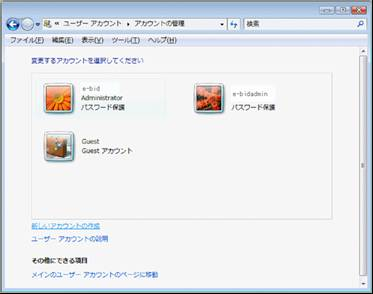 « ユーザー アカウント ▸ アカウントの管理
検索
ファイル(F) 編集(E) 表示(V) ツール(T) ヘルプ(H)
変更するアカウントを選択してください
e-bid
Administrator
パスワード保護
e-bidadmin
パスワード保護
Guest
Guest アカウント
新しいアカウントの作成
ユーザー アカウントの説明
その他にできる項目
メインのユーザー アカウントのページに移動